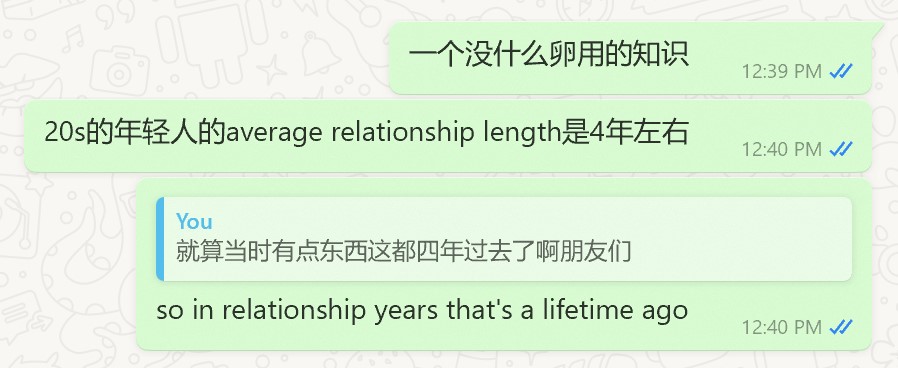 一个没什么卵用的知识
12:39 PM
20s的年轻人的average relationship length是4年左右
12:40 PM
You
就算当时有点东西这都四年过去了啊朋友们
so in relationship years that's a lifetime ago
12:40 PM